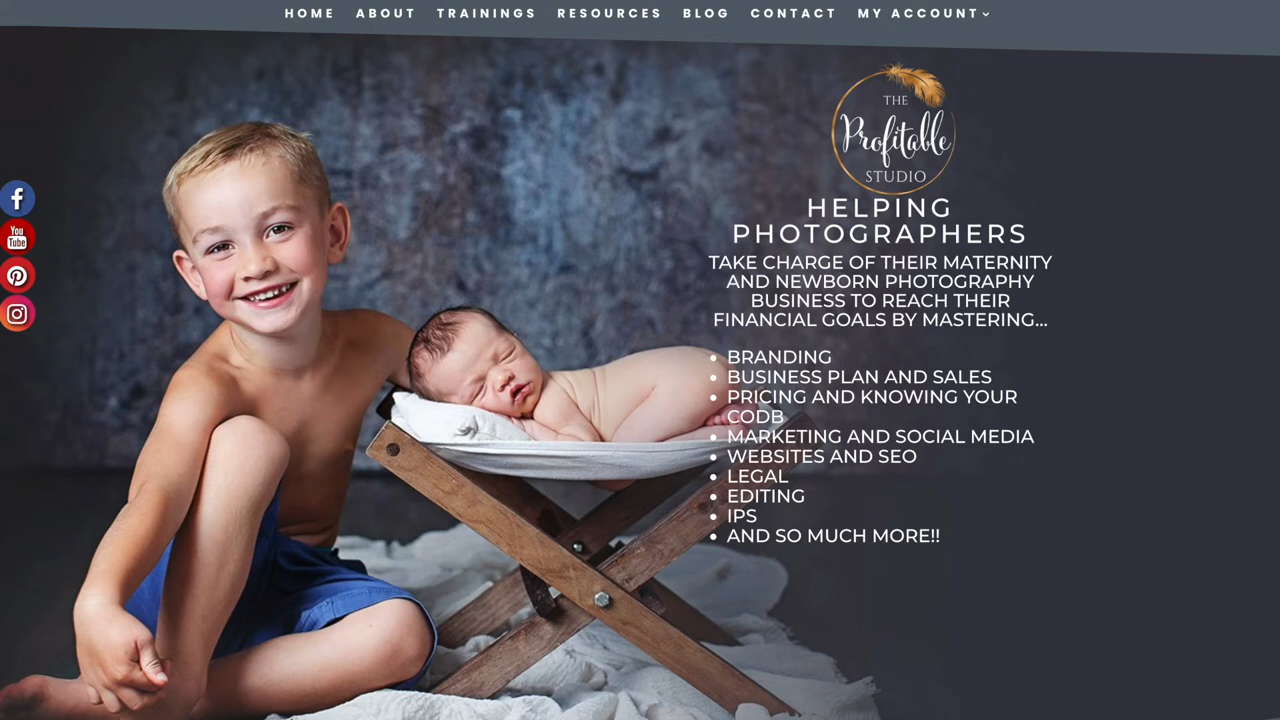 HOME ABOUT TRAININGS RESOURCES BLOG CONTACT MY ACCOUNT
THE
Profitable
STUDIO
HELPING
PHOTOGRAPHERS
TAKE CHARGE OF THEIR MATERNITY
AND NEWBORN PHOTOGRAPHY
BUSINESS TO REACH THEIR
FINANCIAL GOALS BY MASTERING...
• BRANDING
• BUSINESS PLAN AND SALES
• PRICING AND KNOWING YOUR
CODB
• MARKETING AND SOCIAL MEDIA
• WEBSITES AND SEO
• LEGAL
• EDITING
• IPS
• AND SO MUCH MORE!!
You
Tube